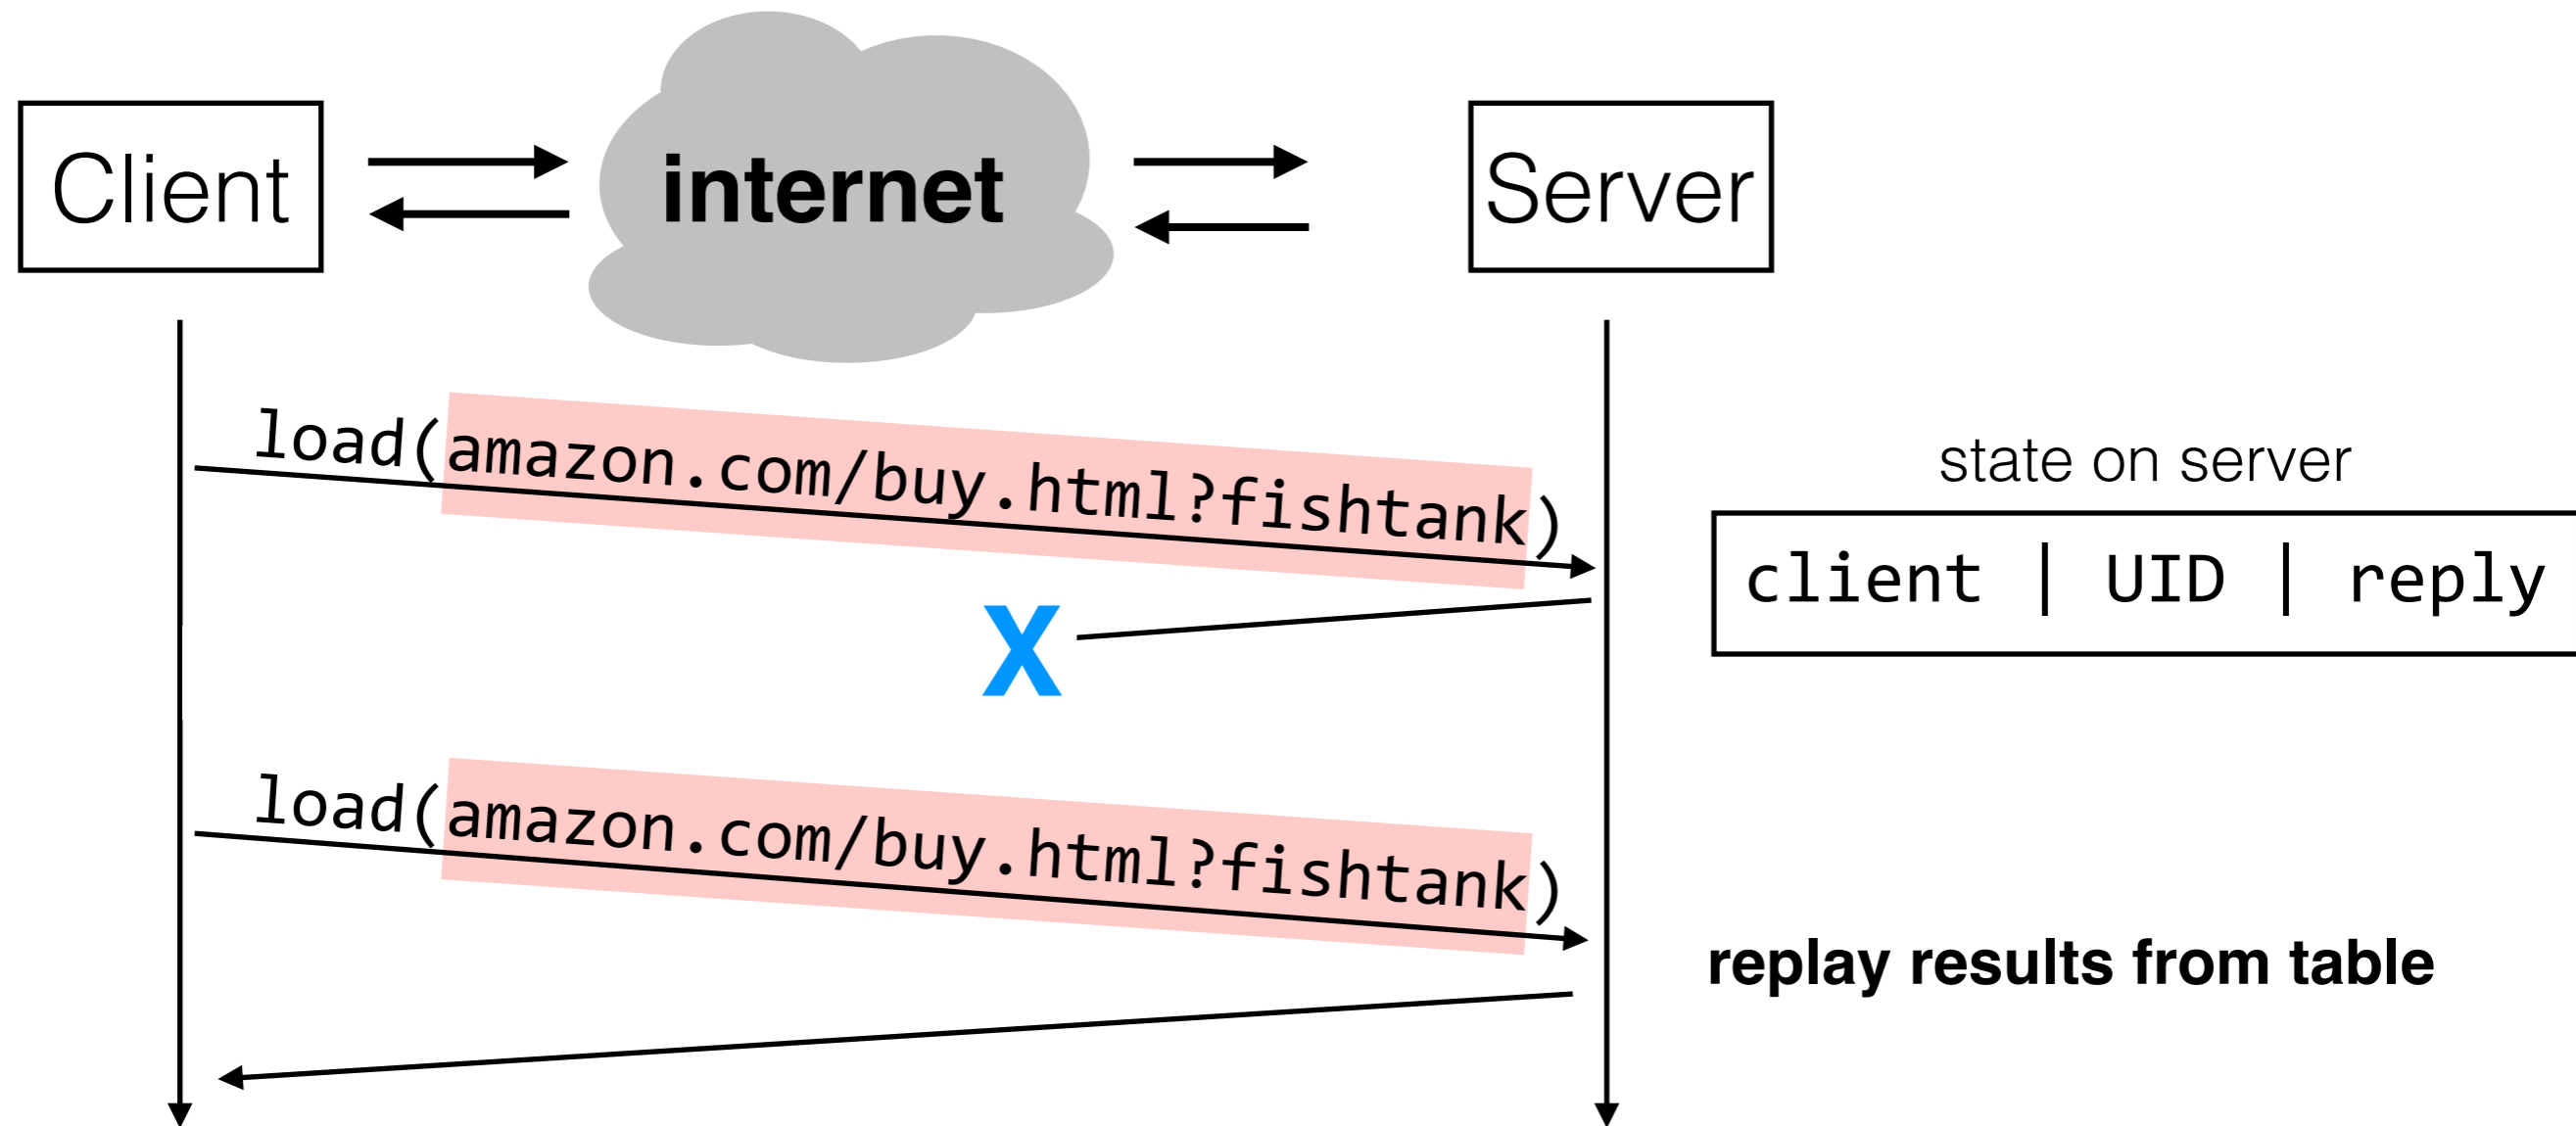 Client
internet
Server
load(amazon.com/buy.html?fishtank)
state on server
client | UID | reply
X
load(amazon.com/buy.html?fishtank)
replay results from table